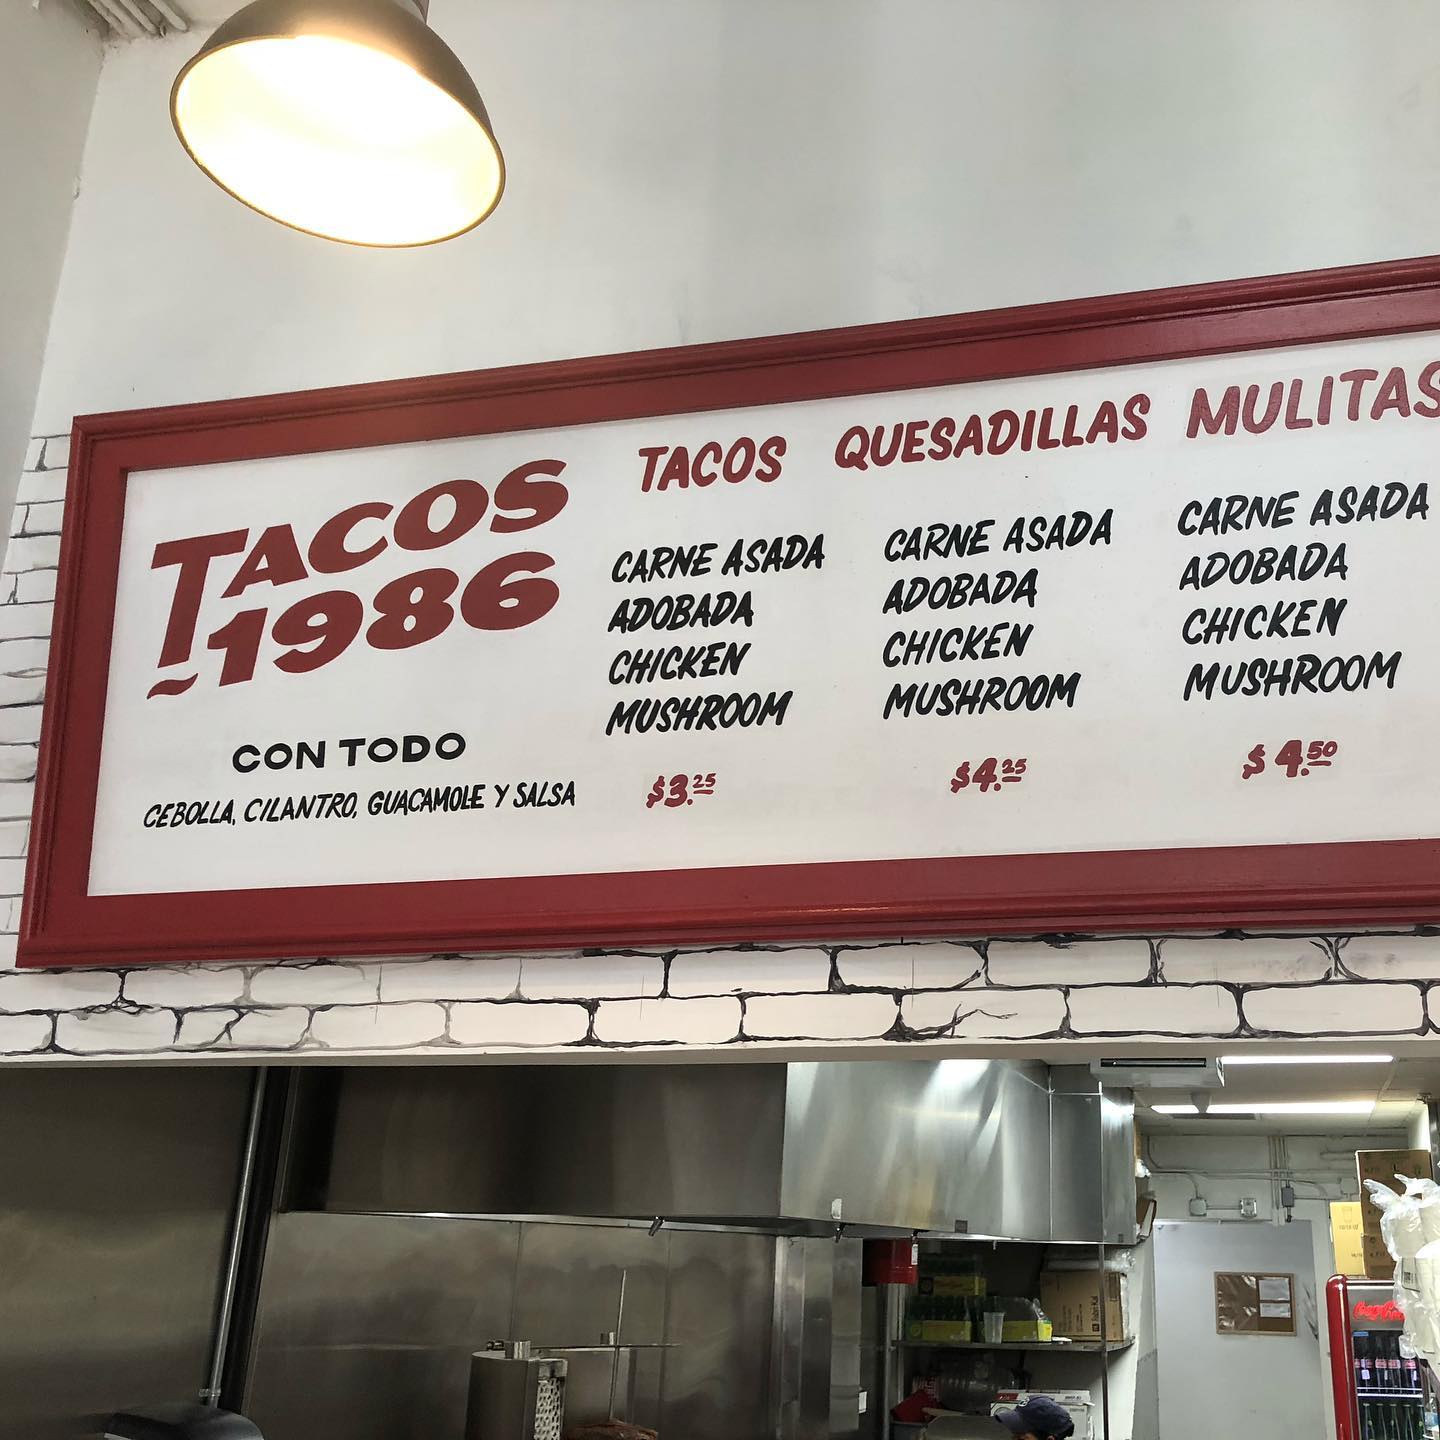 TACOS
1986
CON TODO
CEBOLLA, CILANTRO, GUACAMOLE Y SALSA
TACOS
CARNE ASADA
ADOBADA
CHICKEN
MUSHROOM
$3.25
QUESADILLAS
CARNE ASADA
ADOBADA
CHICKEN
MUSHROOM
$4.25
MULITAS
CARNE ASADA
ADOBADA
CHICKEN
MUSHROOM
$4.50